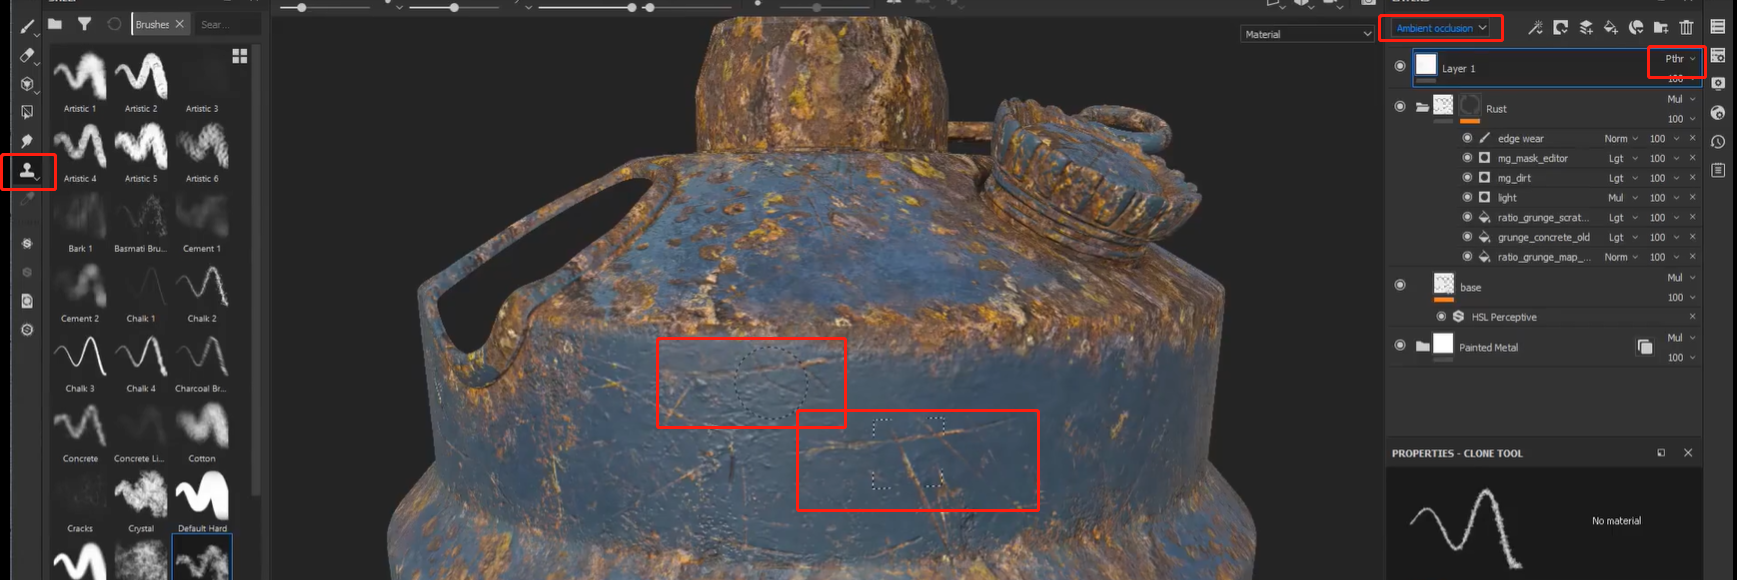 Brushes
Sear...
Artistic 1
Artistic 2
Artistic 3
Artistic 4
Artistic 5
Artistic 6
Bark 1
Basmati Bru...
Cement 1
Cement 2
Chalk 1
Chalk 2
Chalk 3
Chalk 4
Charcoal Br...
Concrete
Concrete Li...
Cotton
Cracks
Crystal
Default Hard
Material
Ambient occlusion
Layer 1
Pthr
100
Rust
Mul
100
edge wear Norm 100
mg_mask_editor Lgt 100
mg_dirt Lgt 100
light Mul 100
ratio_grunge_scrat... Lgt 100
grunge_concrete_old Lgt 100
ratio_grunge_map_... Norm 100
base
Mul
100
HSL Perceptive
Painted Metal
Mul
100
PROPERTIES - CLONE TOOL
No material